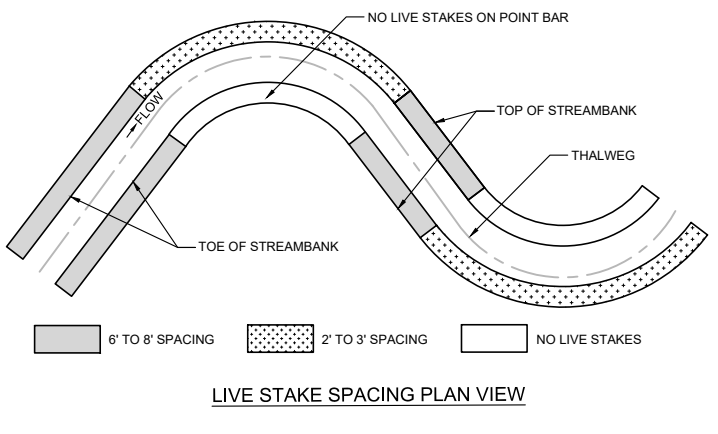 NO LIVE STAKES ON POINT BAR
FLOW
TOP OF STREAMBANK
THALWEG
TOE OF STREAMBANK
6' TO 8' SPACING
2' TO 3' SPACING
NO LIVE STAKES
LIVE STAKE SPACING PLAN VIEW